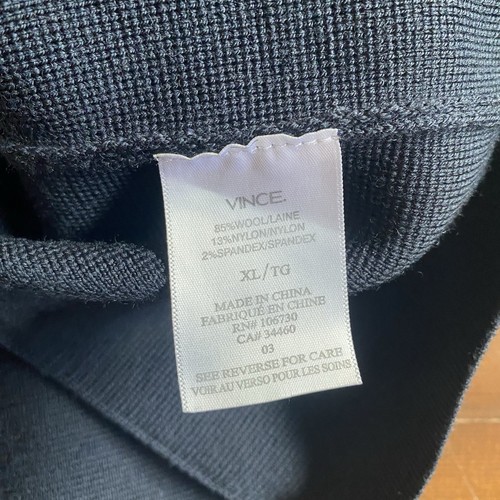 VINCE.
85%WOOL/LAINE
13%NYLON/NYLON
2%SPANDEX/SPANDEX
XL/TG
MADE IN CHINA
FABRIQUÉ EN CHINE
RN# 106730
CA# 34460
03
SEE REVERSE FOR CARE
VOIR AU VERSO POUR LES SOINS